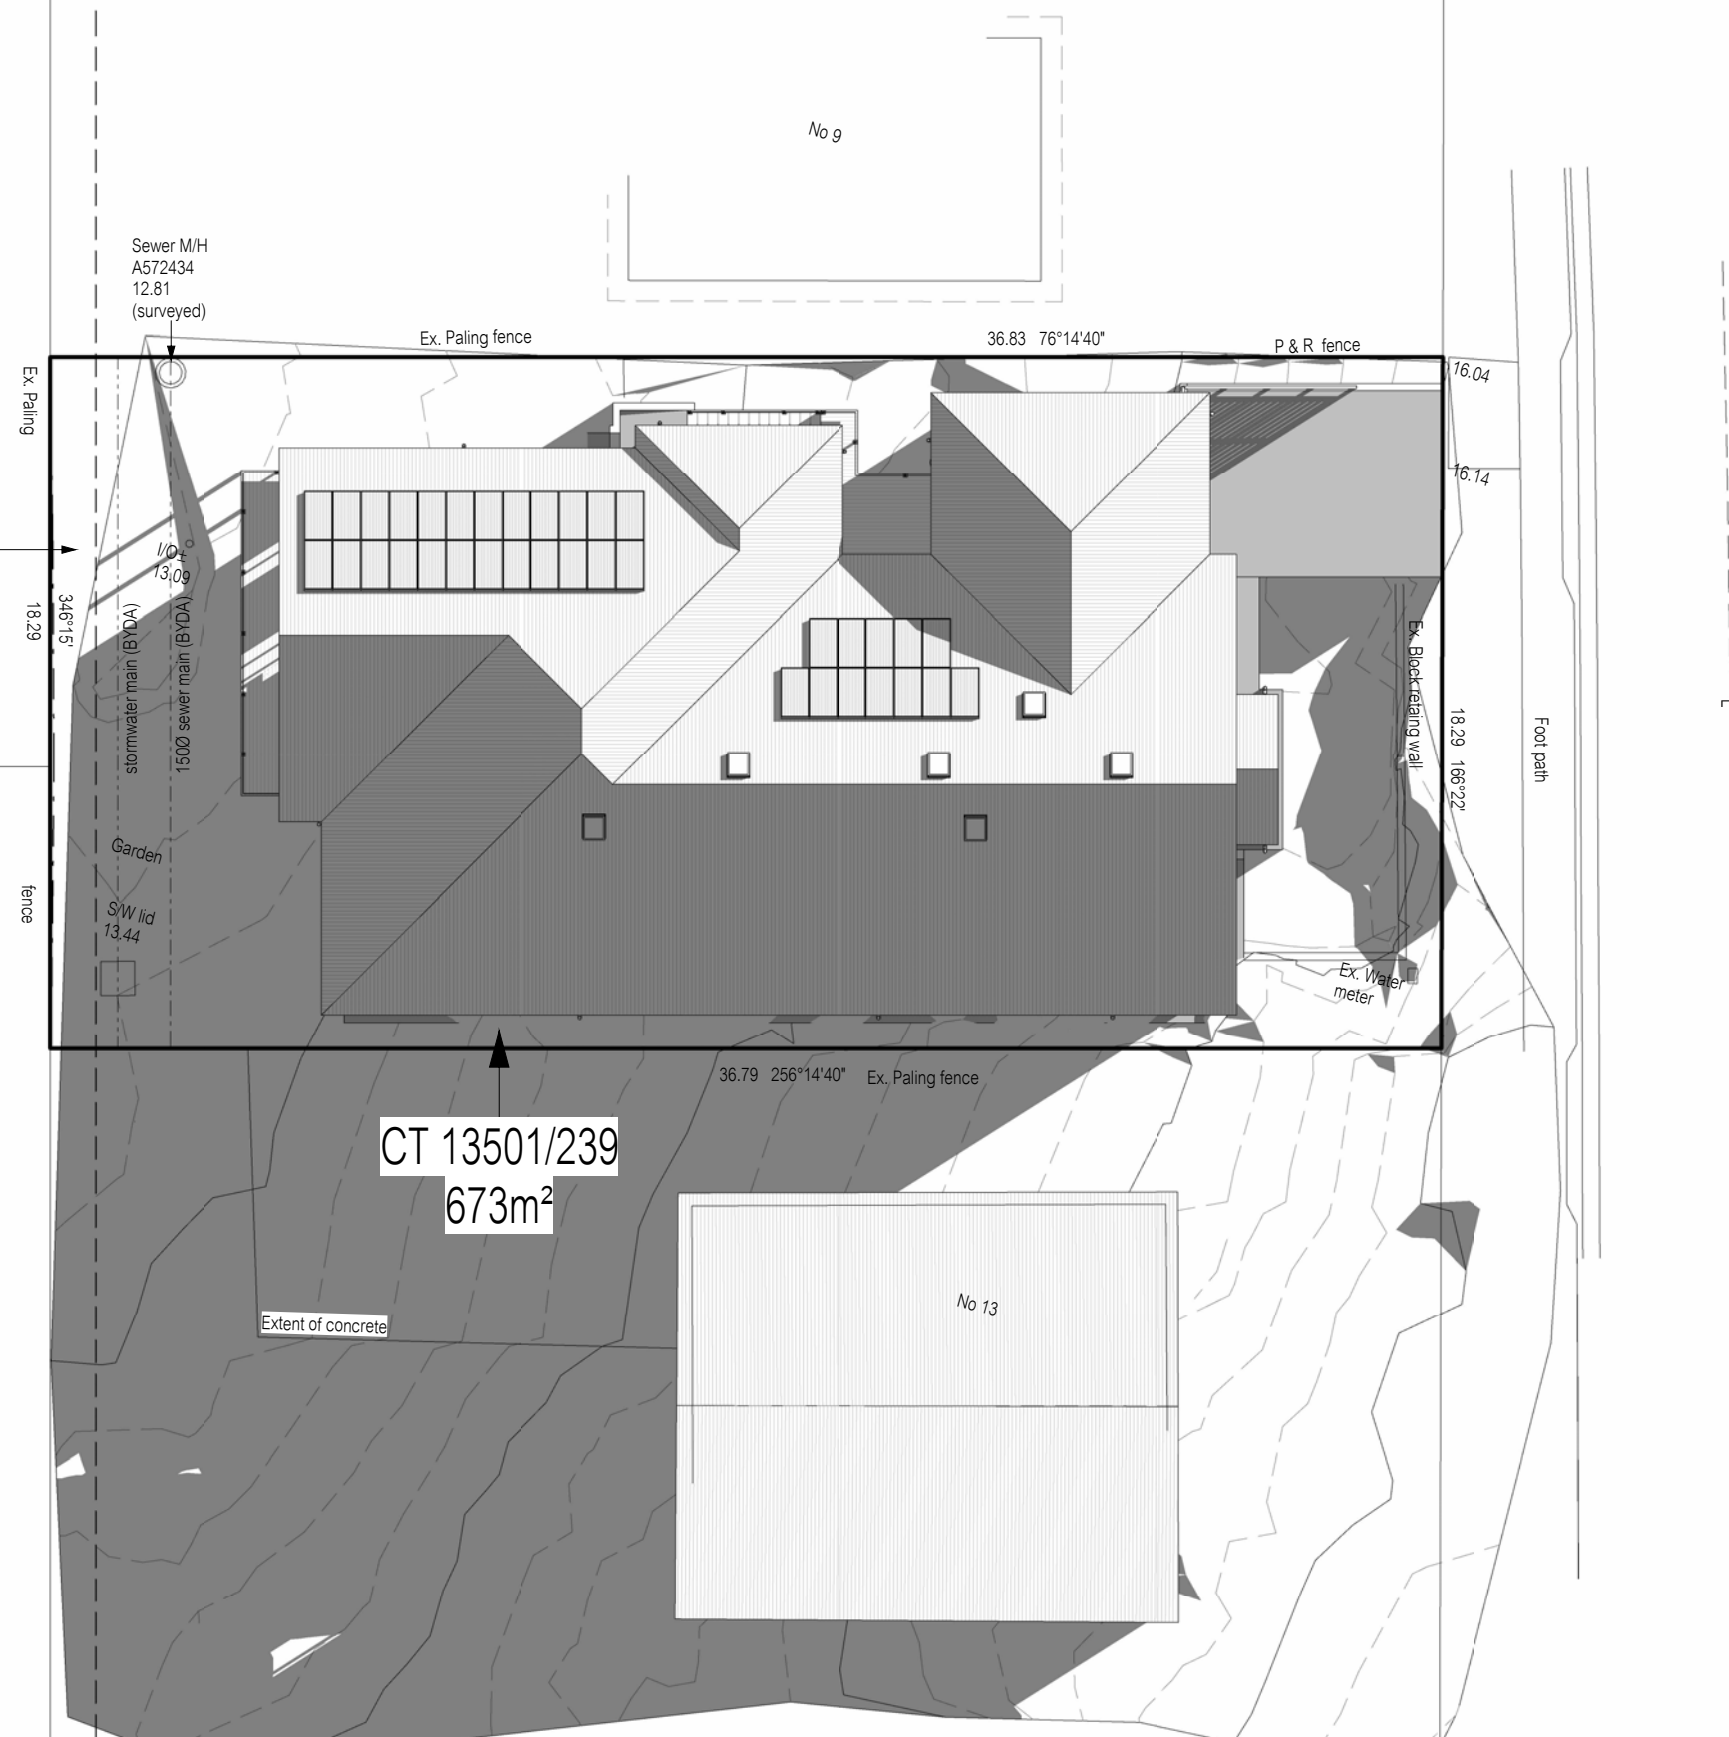 No 9
Sewer M/H
A572434
12.81
(surveyed)
Ex. Paling fence
36.83 76°14'40"
P & R fence
16.04
16.14
Ex. Paling
fence
18.29
346°15'
I/O±
13.09
stormwater main (BYDA)
150Ø sewer main (BYDA)
Garden
S/W lid
13.44
Ex. Block retaing wall
18.29 166°22'
Foot path
Ex. Water
meter
36.79 256°14'40"
Ex. Paling fence
CT 13501/239
673m²
Extent of concrete
No 13